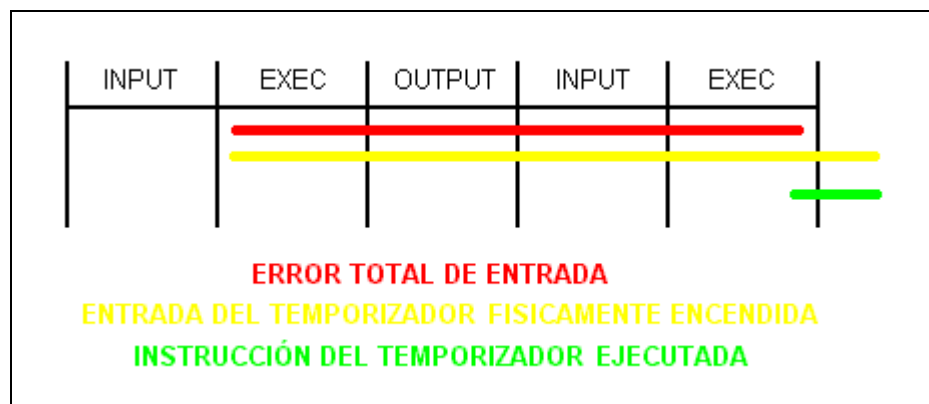 INPUT EXEC OUTPUT INPUT EXEC
ERROR TOTAL DE ENTRADA
ENTRADA DEL TEMPORIZADOR FISICAMENTE ENCENDIDA
INSTRUCCIÓN DEL TEMPORIZADOR EJECUTADA